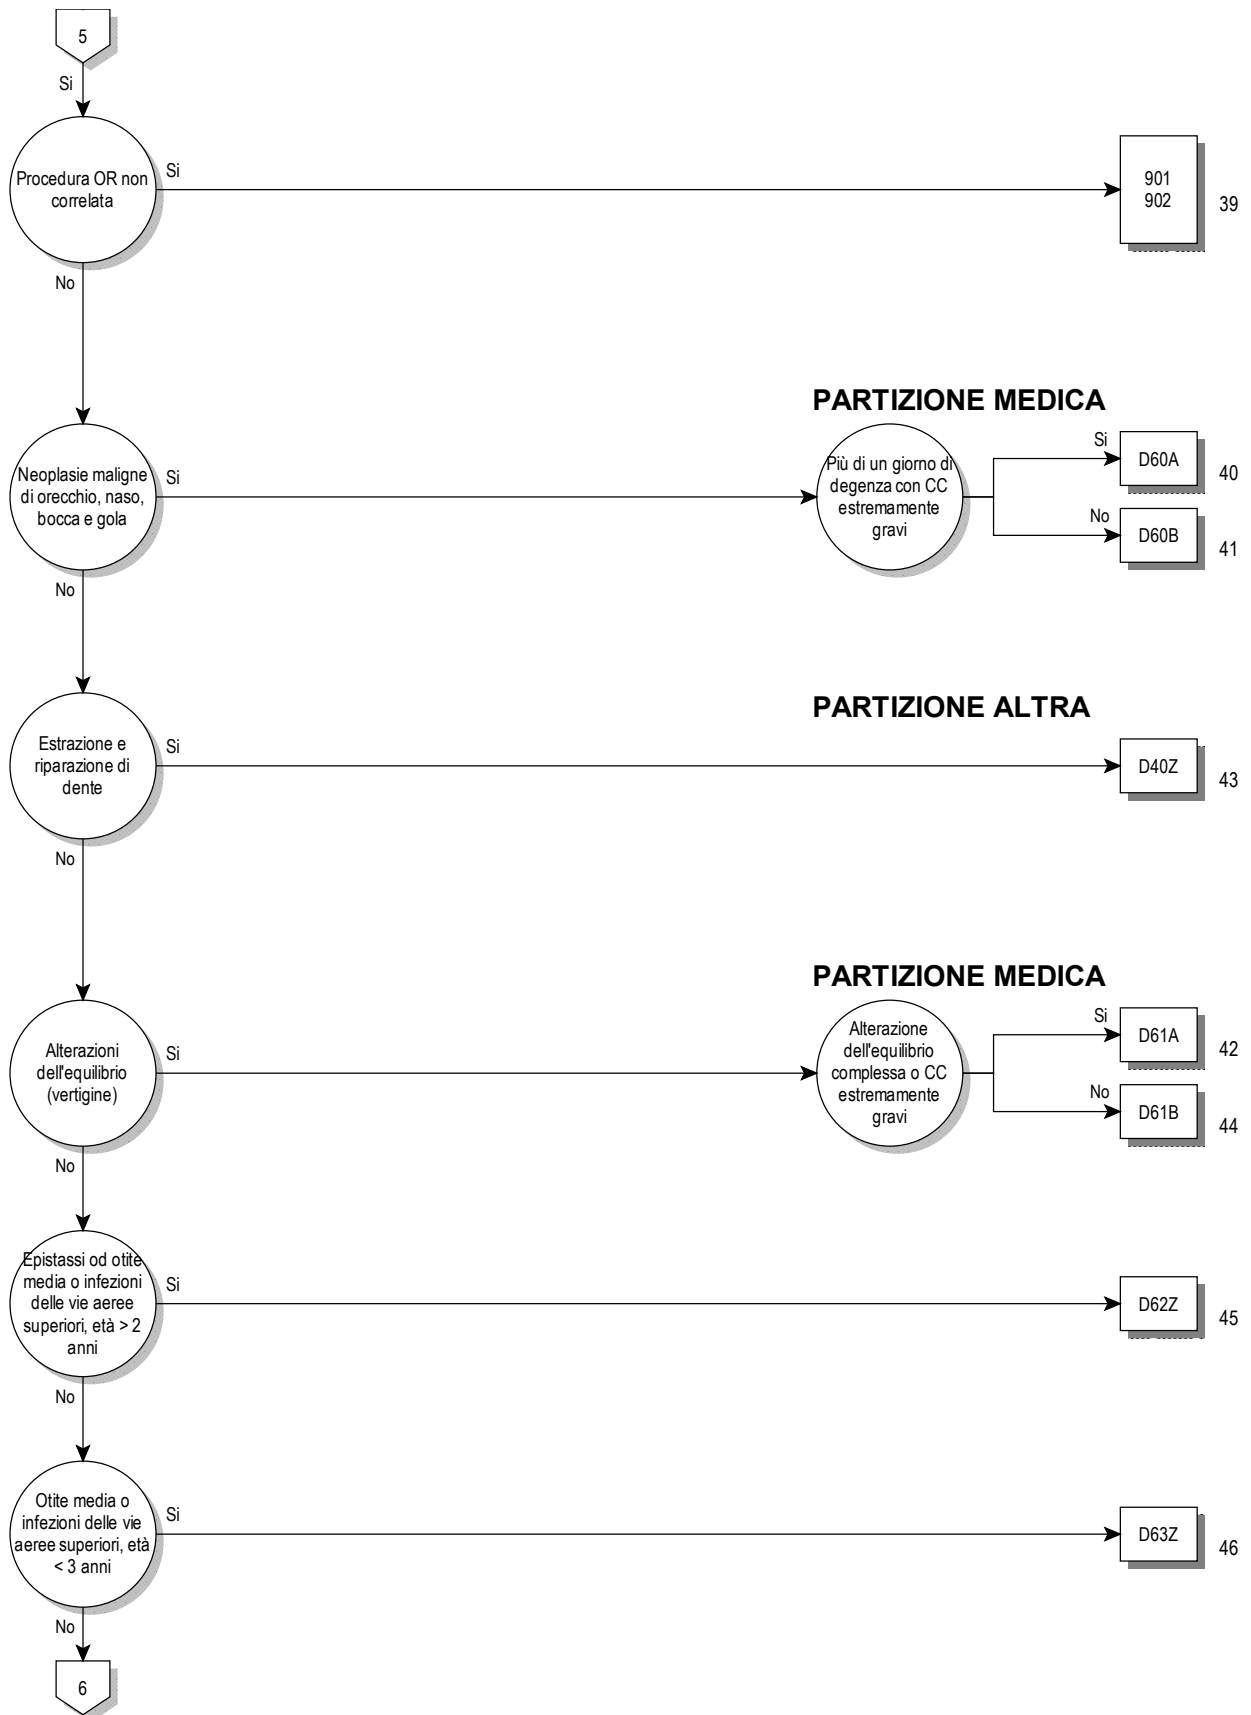 5
Si
Procedura OR non
correlata
Si
901
902
39
No
PARTIZIONE MEDICA
Neoplasie maligne
di orecchio, naso,
bocca e gola
Si
Più di un giorno di
degenza con CC
estremamente
gravi
Si
D60A
40
No
D60B
41
No
PARTIZIONE ALTRA
Estrazione e
riparazione di
dente
Si
D40Z
43
No
PARTIZIONE MEDICA
Alterazioni
dell'equilibrio
(vertigine)
Si
Alterazione
dell'equilibrio
complessa o CC
estremamente
gravi
Si
D61A
42
No
D61B
44
No
Epistassi od otite
media o infezioni
delle vie aeree
superiori, età > 2
anni
Si
D62Z
45
No
Otite media o
infezioni delle vie
aeree superiori, età
< 3 anni
Si
D63Z
46
No
6